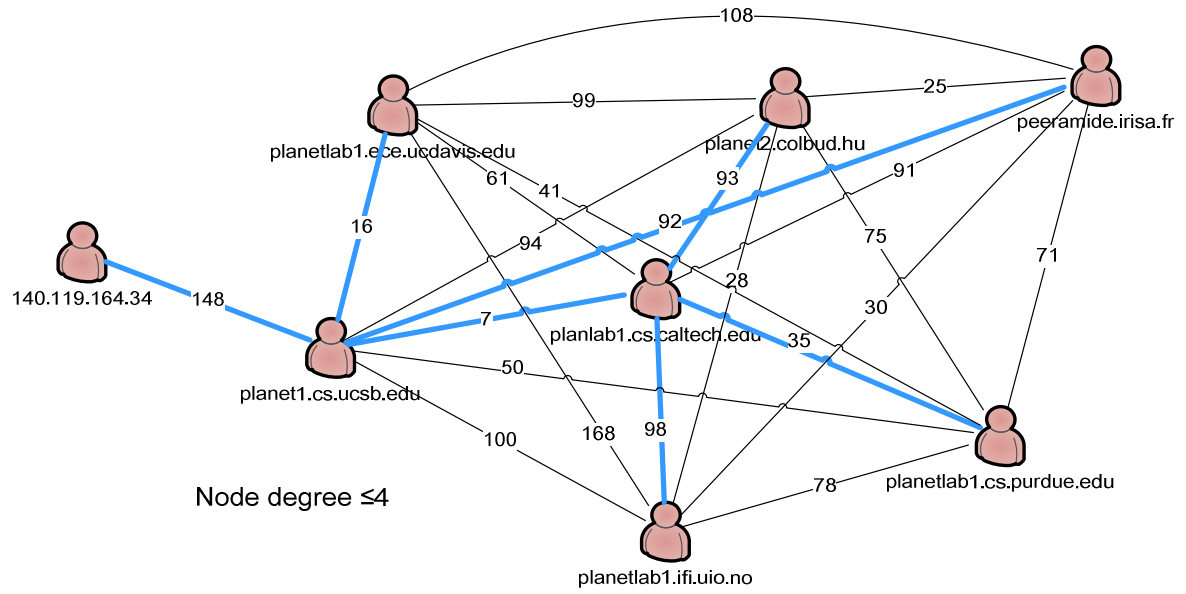 108
99
25
planetlab1.ece.ucdavis.edu
planet2.colbud.hu
peeramide.irisa.fr
61
41
93
91
16
92
94
75
71
28
140.119.164.34
148
7
planlab1.cs.caltech.edu
30
35
planet1.cs.ucsb.edu
50
100
168
98
78
planetlab1.cs.purdue.edu
Node degree ≤4
planetlab1.ifi.uio.no